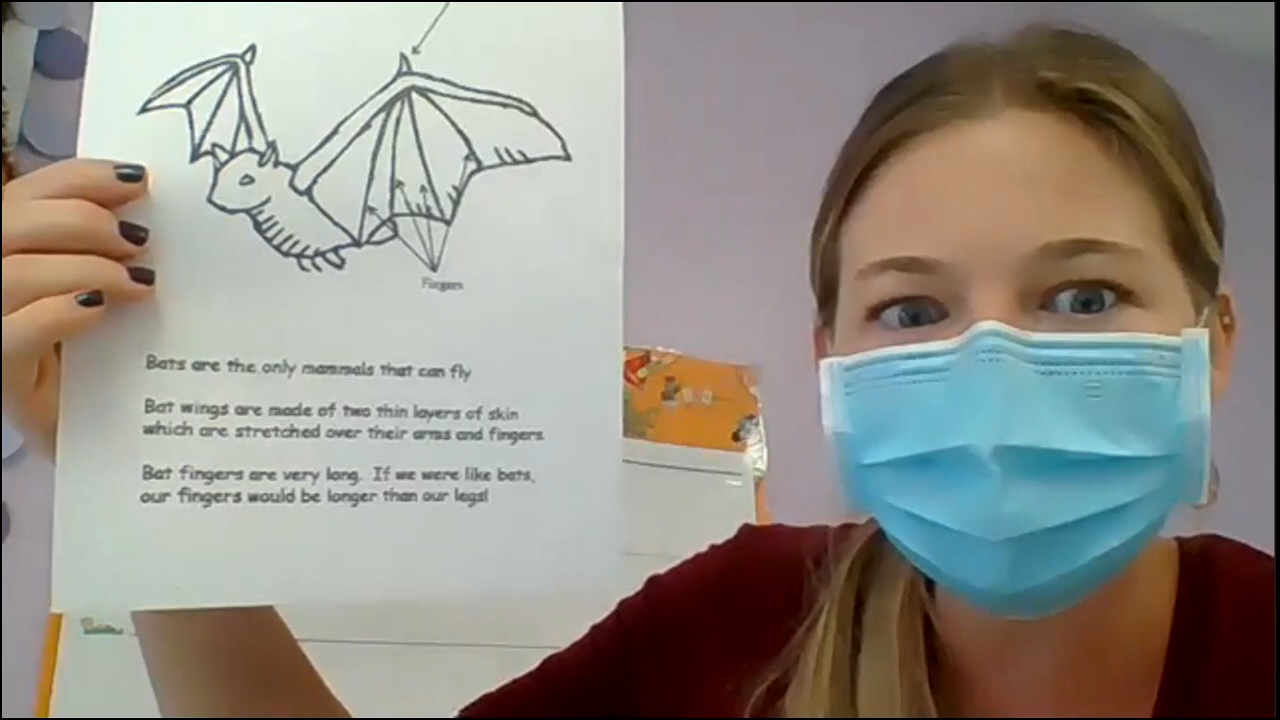 Fingers
Bats are the only mammals that can fly
Bat wings are made of two thin layers of skin
which are stretched over their arms and fingers.
Bat fingers are very long. If we were like bats,
our fingers would be longer than our legs!